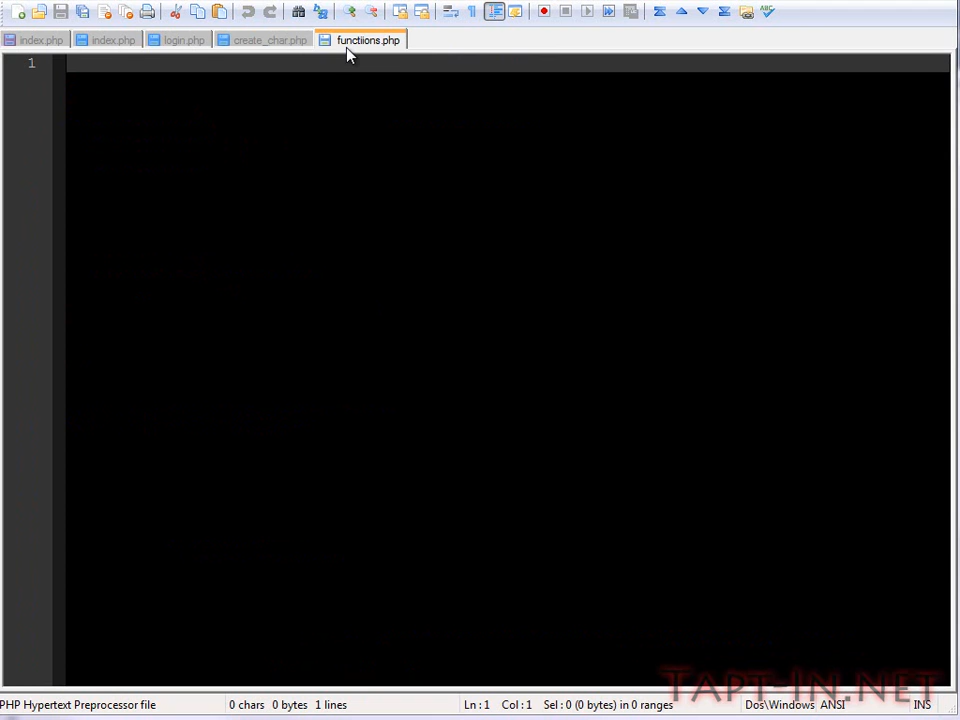 index.php index.php login.php create_char.php functiions.php
1
TAPT-IN.NET
PHP Hypertext Preprocessor file 0 chars 0 bytes 1 lines Ln : 1 Col : 1 Sel : 0 (0 bytes) in 0 ranges Dos\Windows ANSI INS